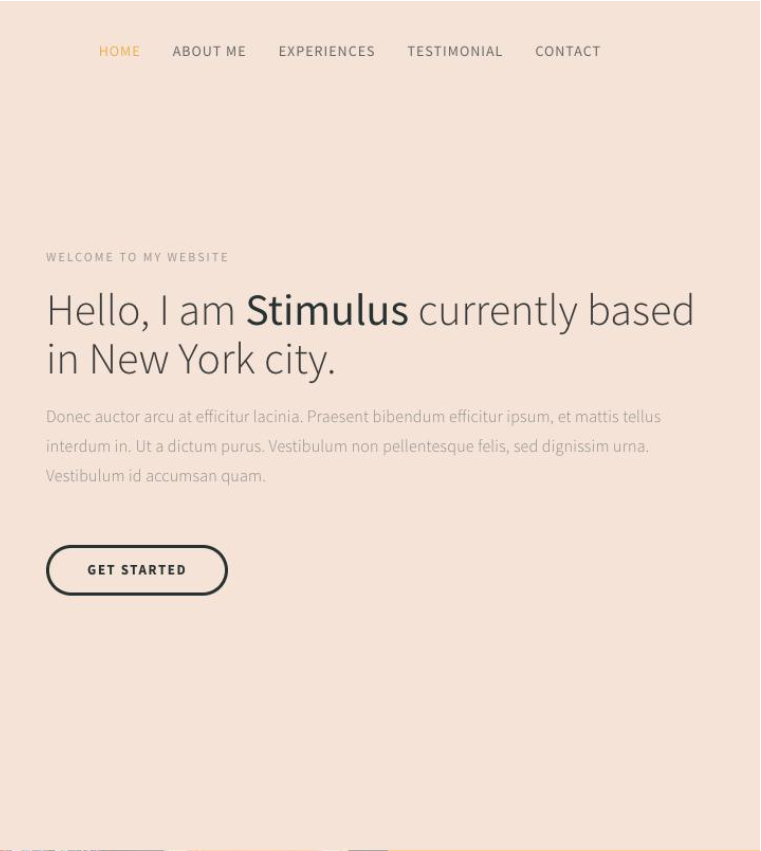 HOME ABOUT ME EXPERIENCES TESTIMONIAL CONTACT
WELCOME TO MY WEBSITE
Hello, I am Stimulus currently based
in New York city.
Donec auctor arcu at efficitur lacinia. Praesent bibendum efficitur ipsum, et mattis tellus
interdum in. Ut a dictum purus. Vestibulum non pellentesque felis, sed dignissim urna.
Vestibulum id accumsan quam.
GET STARTED